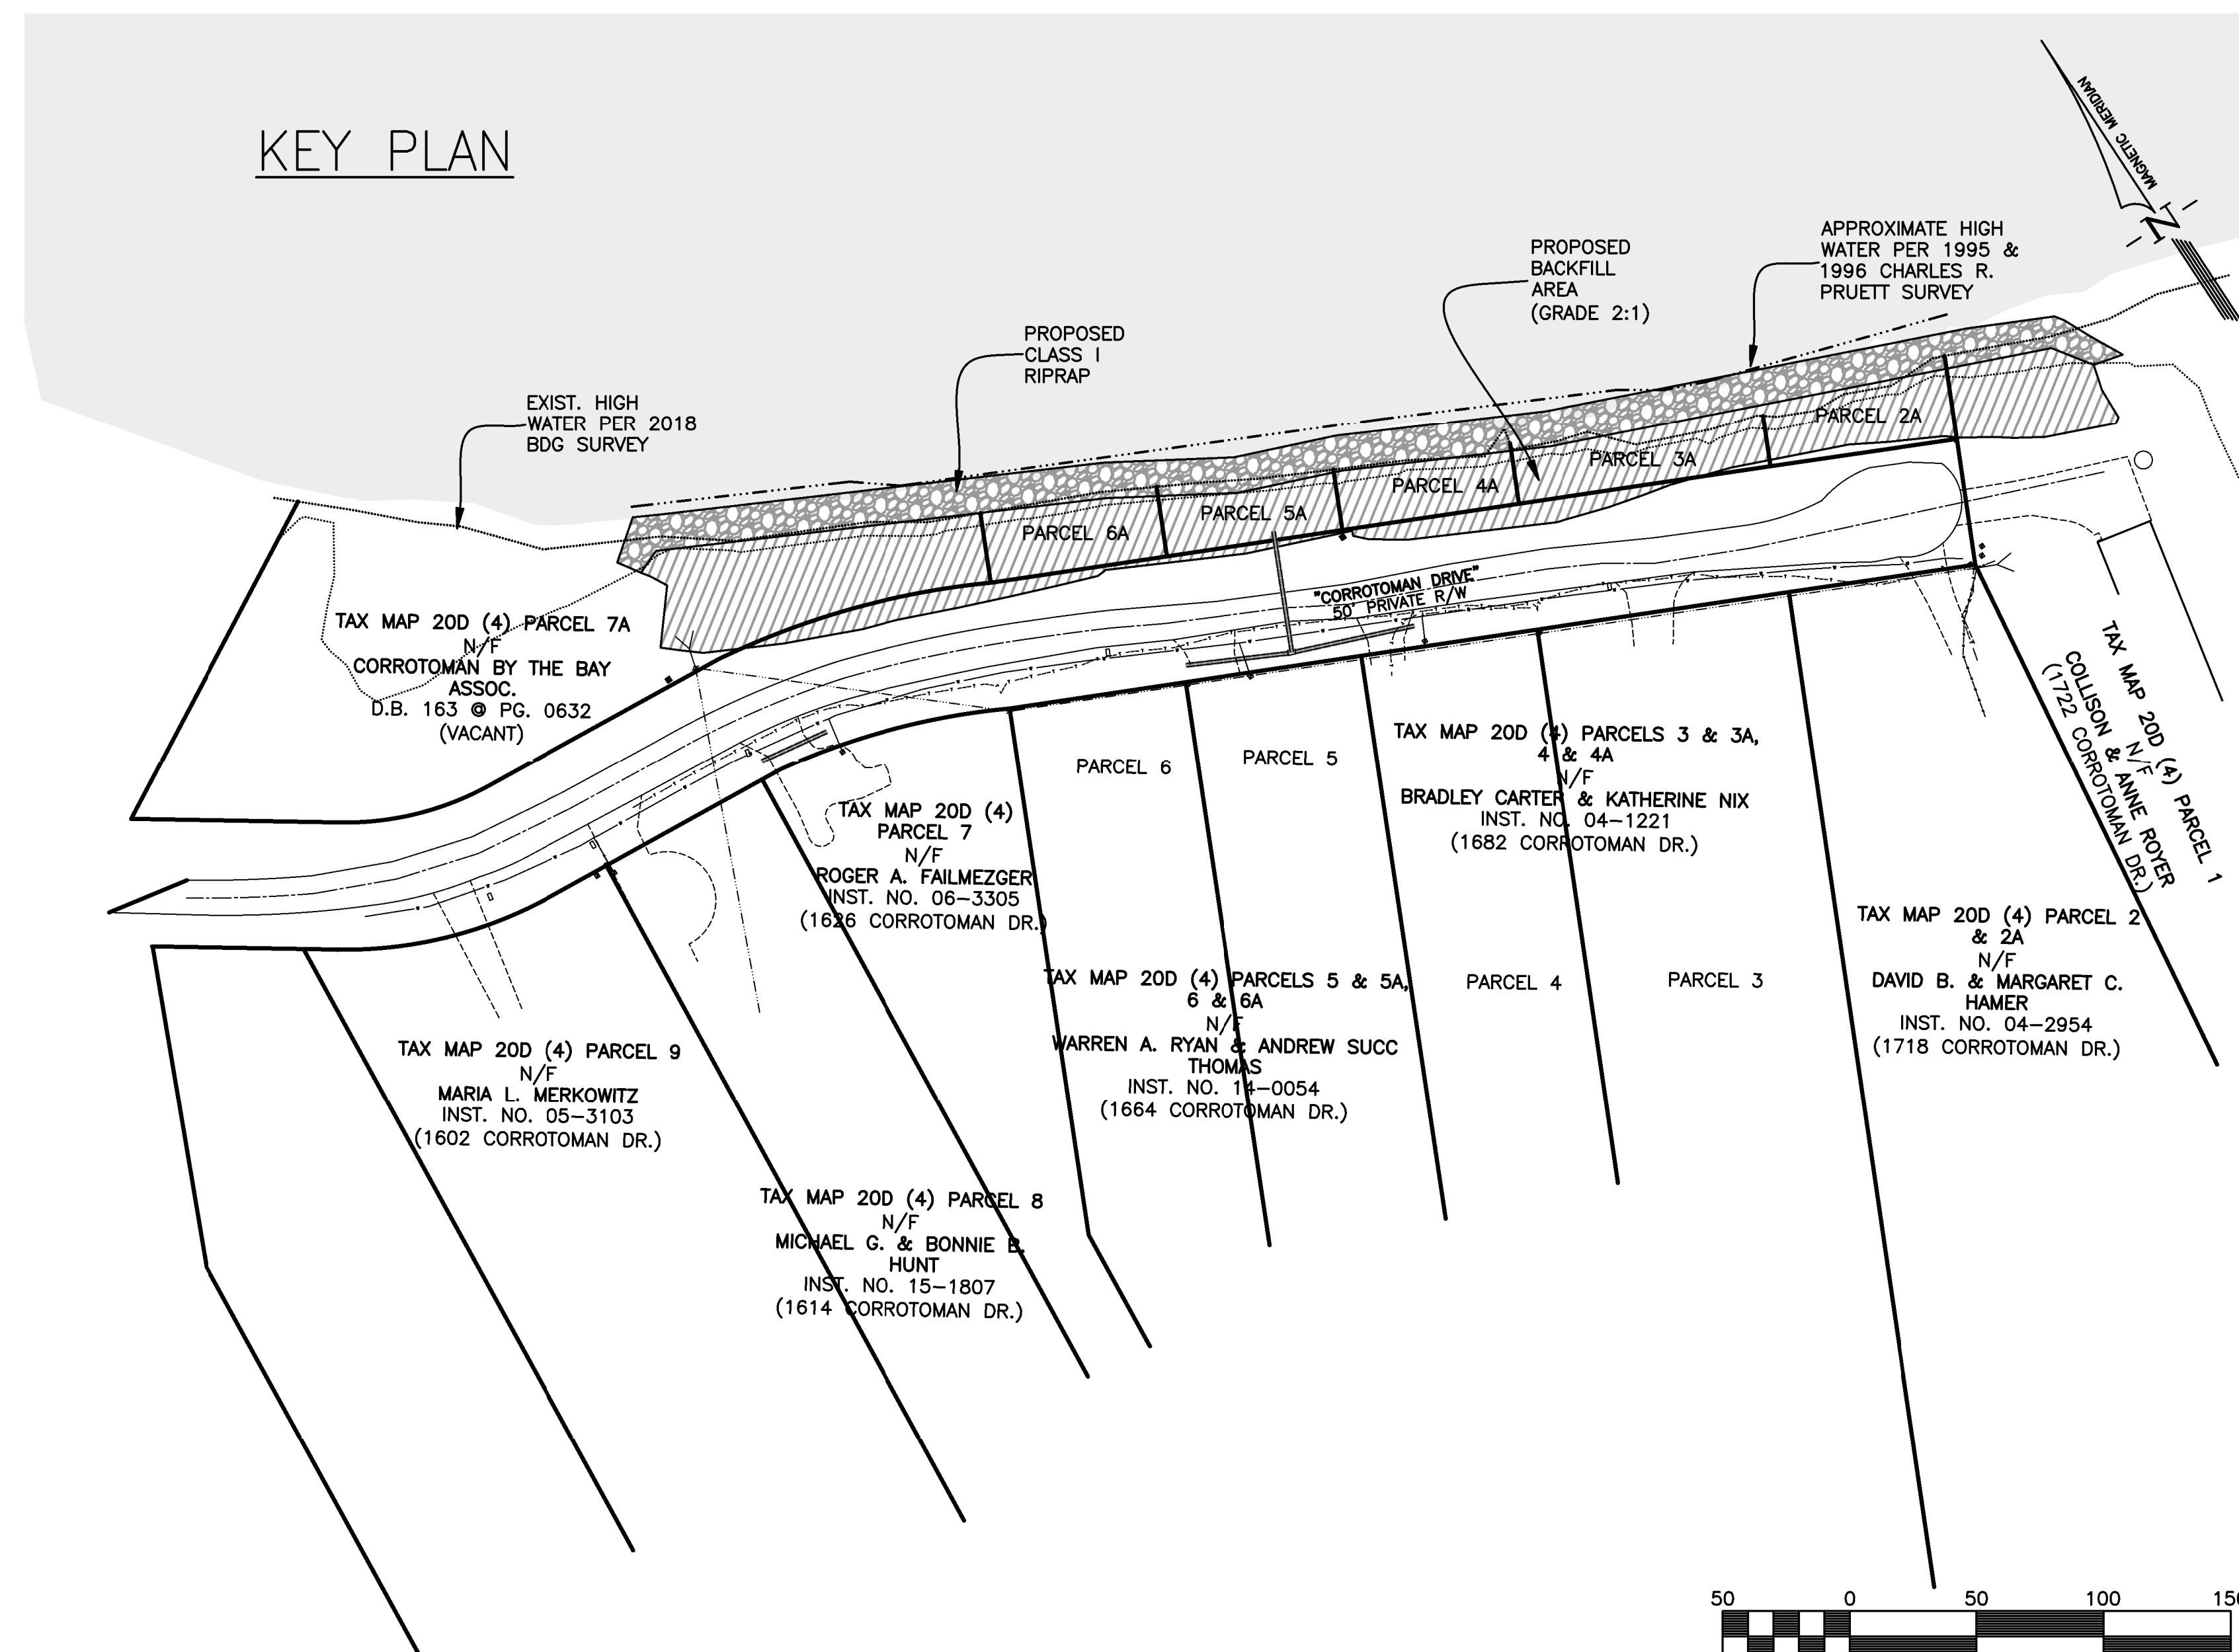 KEY PLAN
MAGNETIC MERIDIAN
N
APPROXIMATE HIGH
WATER PER 1995 &
1996 CHARLES R.
PRUETT SURVEY
PROPOSED
BACKFILL
AREA
(GRADE 2:1)
PROPOSED
CLASS I
RIPRAP
EXIST. HIGH
WATER PER 2018
BDG SURVEY
PARCEL 2A
PARCEL 3A
PARCEL 4A
PARCEL 5A
PARCEL 6A
"CORROTOMAN DRIVE"
50' PRIVATE R/W
TAX MAP 20D (4) PARCEL 7A
N/F
CORROTOMAN BY THE BAY
ASSOC.
D.B. 163 @ PG. 0632
(VACANT)
TAX MAP 20D (4)
PARCEL 7
N/F
ROGER A. FAILMEZGER
INST. NO. 06-3305
(1626 CORROTOMAN DR.)
PARCEL 6
PARCEL 5
TAX MAP 20D (4) PARCELS 3 & 3A,
4 & 4A
N/F
BRADLEY CARTER & KATHERINE NIX
INST. NO. 04-1221
(1682 CORROTOMAN DR.)
TAX MAP 20D (4) PARCEL 1
N/F
COLLISON & ANNE ROYER
(1722 CORROTOMAN DR.)
TAX MAP 20D (4) PARCEL 2
& 2A
N/F
DAVID B. & MARGARET C.
HAMER
INST. NO. 04-2954
(1718 CORROTOMAN DR.)
TAX MAP 20D (4) PARCELS 5 & 5A,
6 & 6A
N/F
WARREN A. RYAN & ANDREW SUCC
THOMAS
INST. NO. 14-0054
(1664 CORROTOMAN DR.)
PARCEL 4
PARCEL 3
TAX MAP 20D (4) PARCEL 9
N/F
MARIA L. MERKOWITZ
INST. NO. 05-3103
(1602 CORROTOMAN DR.)
TAX MAP 20D (4) PARCEL 8
N/F
MICHAEL G. & BONNIE B.
HUNT
INST. NO. 15-1807
(1614 CORROTOMAN DR.)
50 0 50 100 150